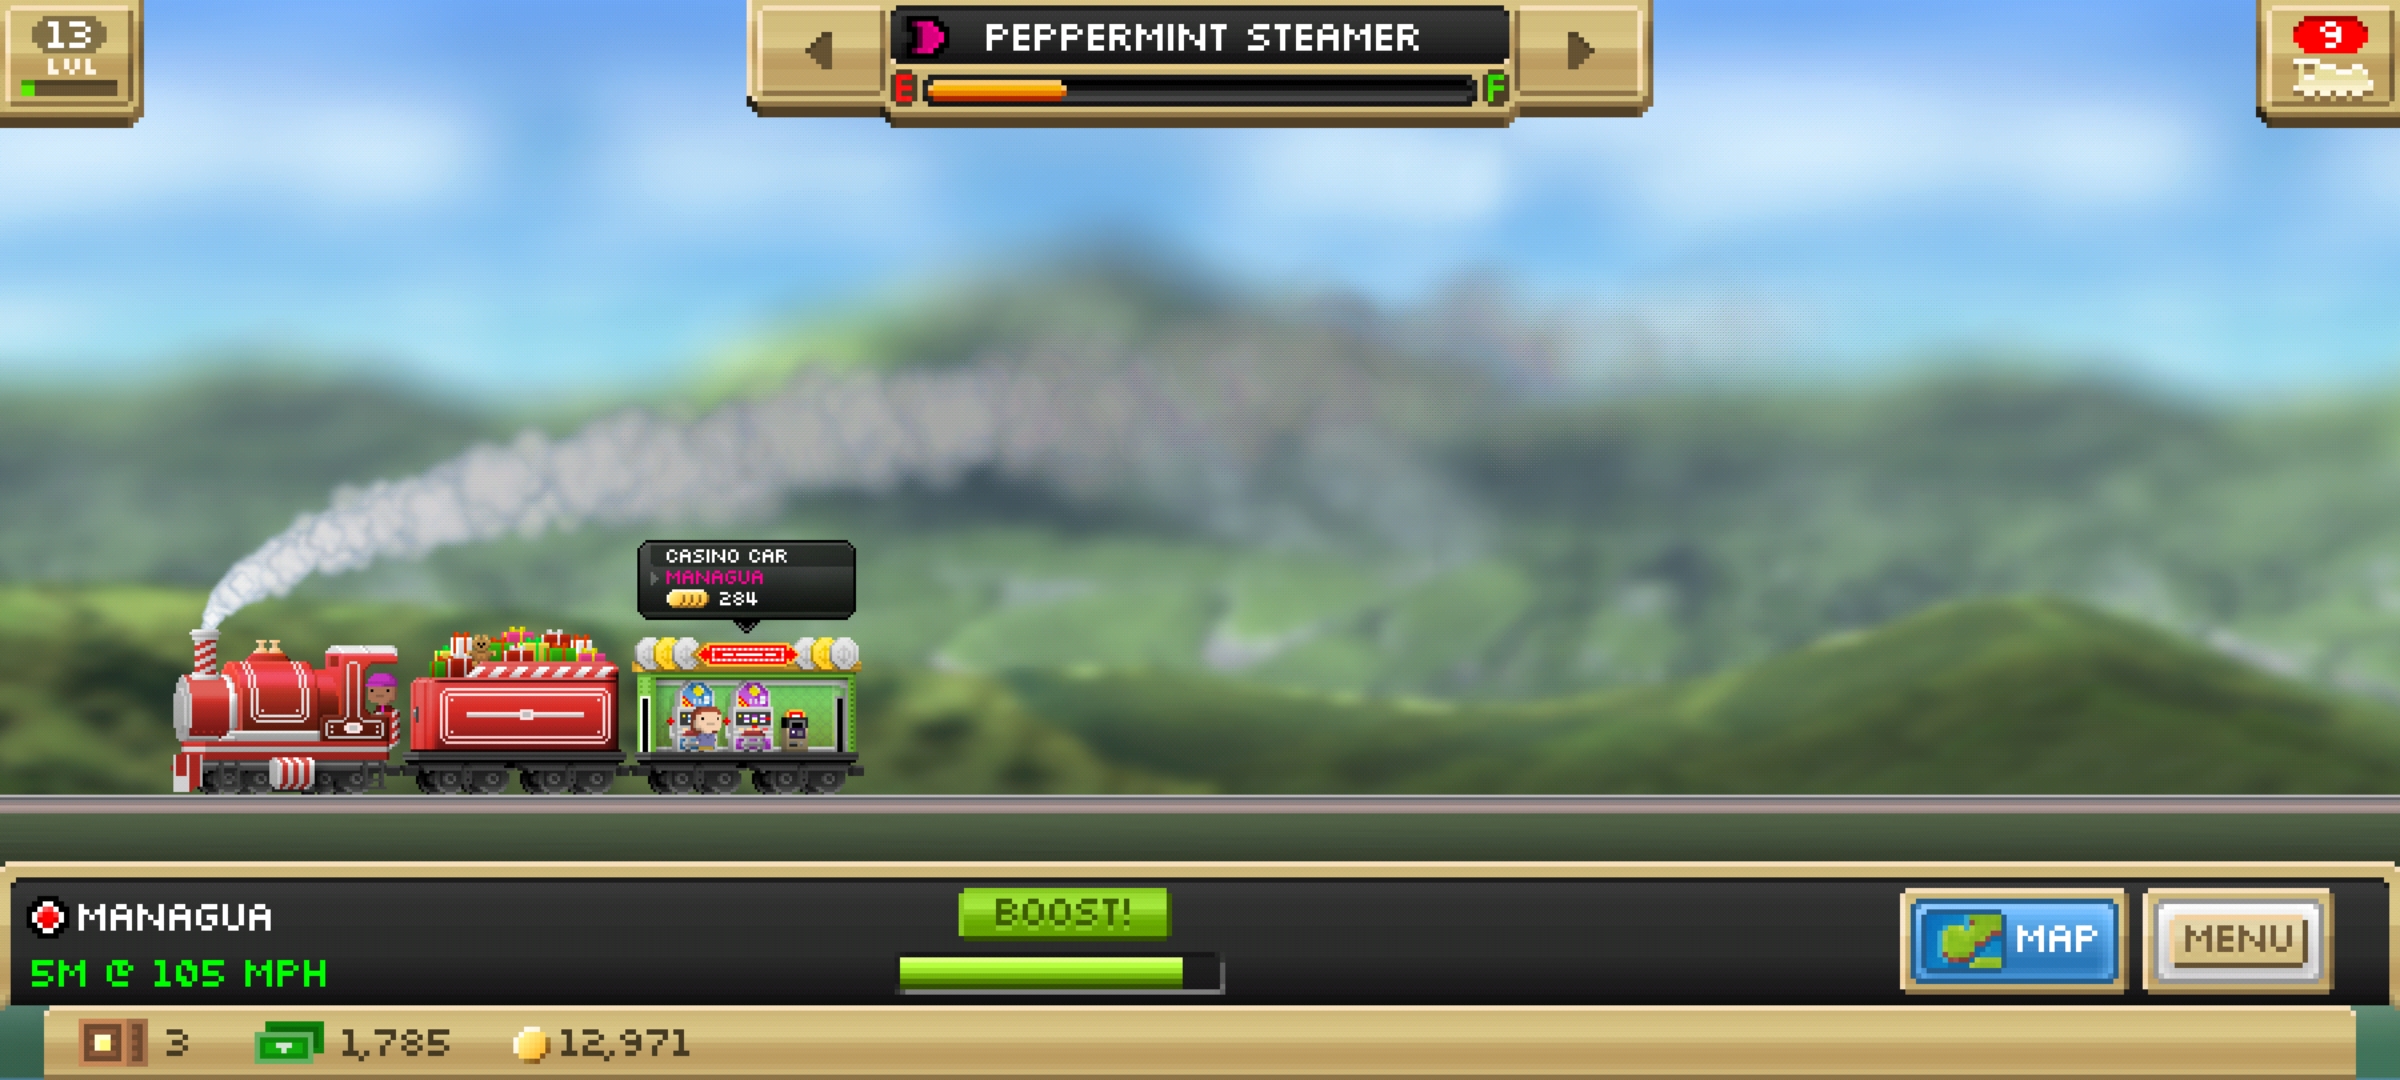 13
LVL
PEPPERMINT STEAMER
E
F
9
CASINO CAR
MANAGUA
284
MANAGUA
5M @ 105 MPH
BOOST!
MAP
MENU
3
1,785
12,971